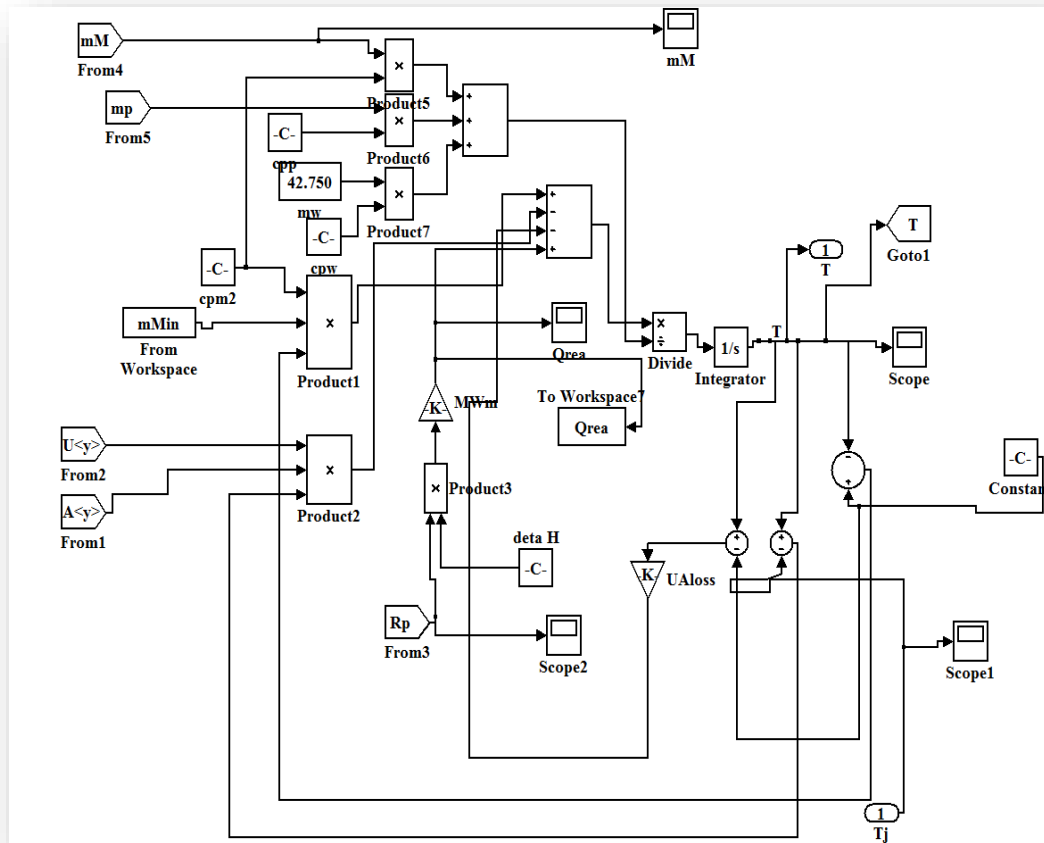 mM
From4
mM
mp
From5
×
Product5
×
-C-
cpp
Product6
42.750
mw
×
Product7
-C-
cpw
-C-
cpm2
mMin
From
Workspace
×
Product1
T
Goto1
1
T
Qrea
×
÷
Divide
1/s
Integrator
T
Scope
-K-
MWm
To Workspace7
Qrea
U<y>
From2
A<y>
From1
×
Product2
×
Product3
-C-
Constan
deta H
-C-
-K-
UAloss
Rp
From3
Scope2
Scope1
1
Tj